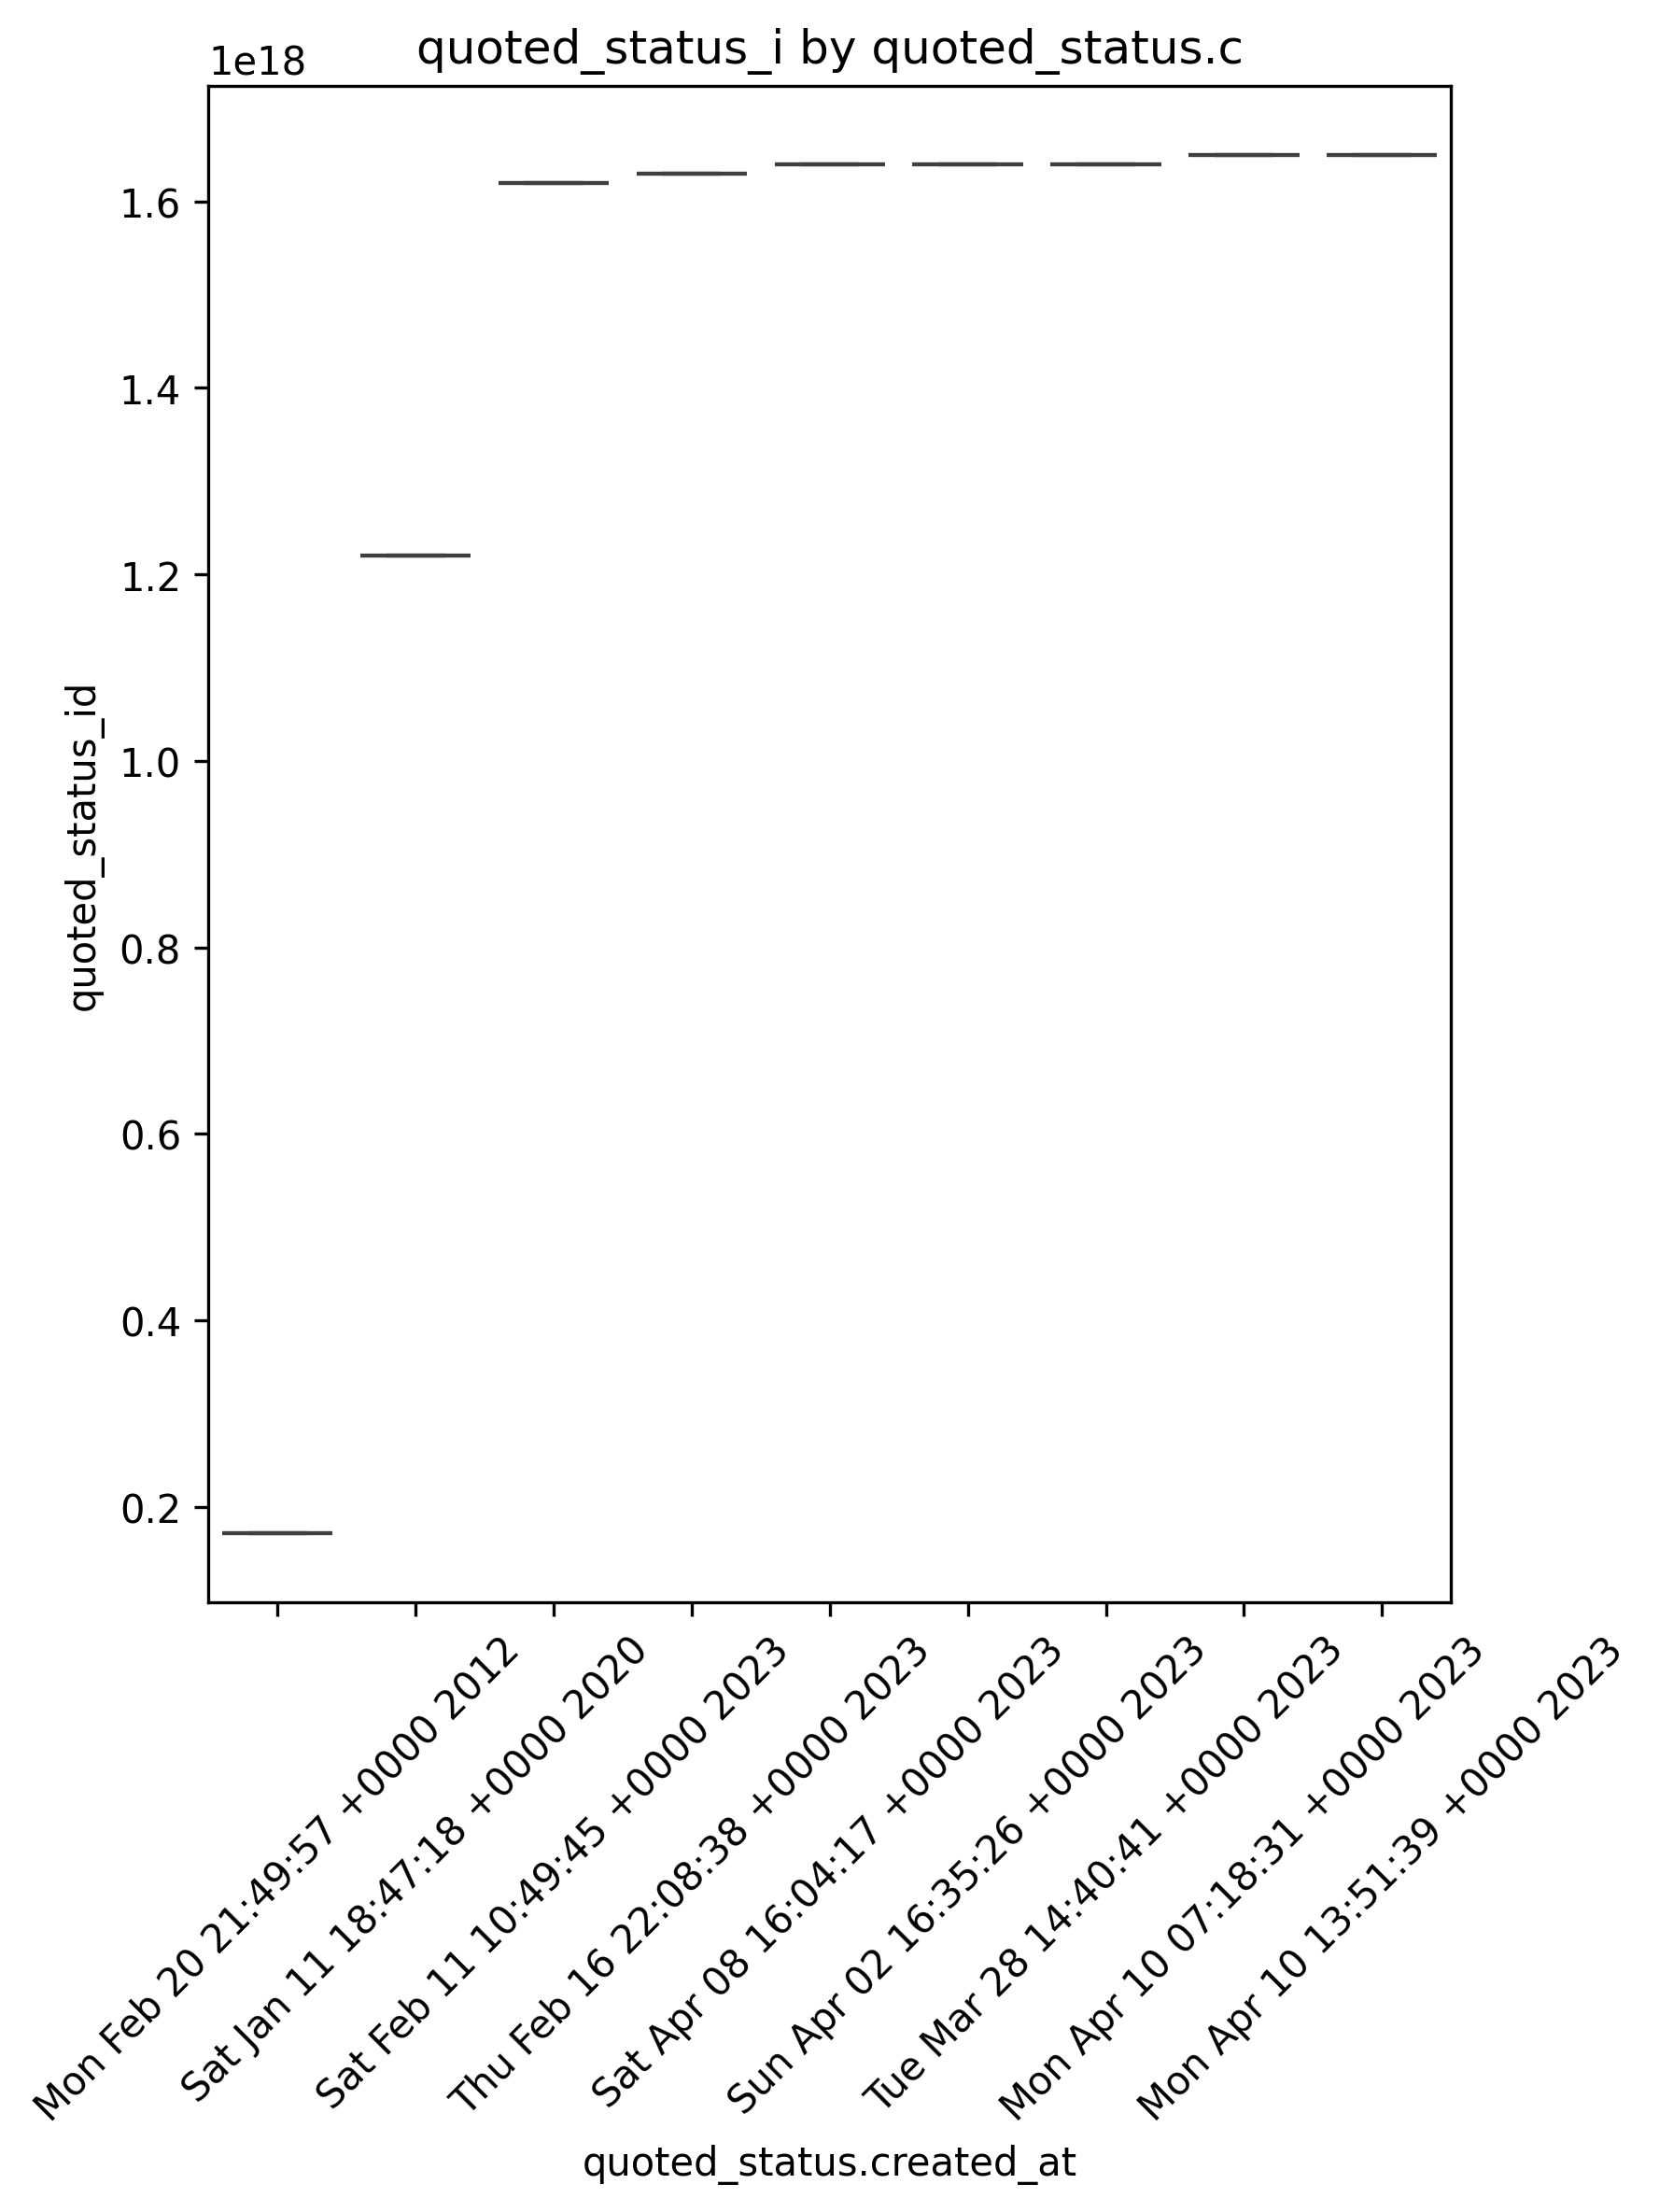 quoted_status_i by quoted_status.c
1e18
1.6
1.4
1.2
1.0
0.8
0.6
0.4
0.2
quoted_status_id
Mon Feb 20 21:49:57 +0000 2012
Sat Jan 11 18:47:18 +0000 2020
Sat Feb 11 10:49:45 +0000 2023
Thu Feb 16 22:08:38 +0000 2023
Sat Apr 08 16:04:17 +0000 2023
Sun Apr 02 16:35:26 +0000 2023
Tue Mar 28 14:40:41 +0000 2023
Mon Apr 10 07:18:31 +0000 2023
Mon Apr 10 13:51:39 +0000 2023
quoted_status.created_at